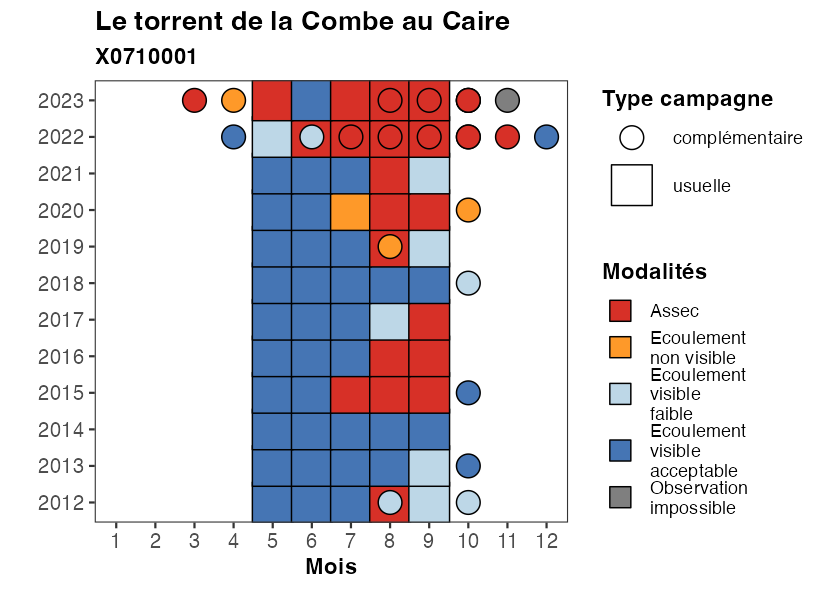 Le torrent de la Combe au Caire
X0710001
2023
2022
2021
2020
2019
2018
2017
2016
2015
2014
2013
2012
1 2 3 4 5 6 7 8 9 10 11 12
Mois
Type campagne
complémentaire
usuelle
Modalités
Assec
Ecoulement
non visible
Ecoulement
visible
faible
Ecoulement
visible
acceptable
Observation
impossible